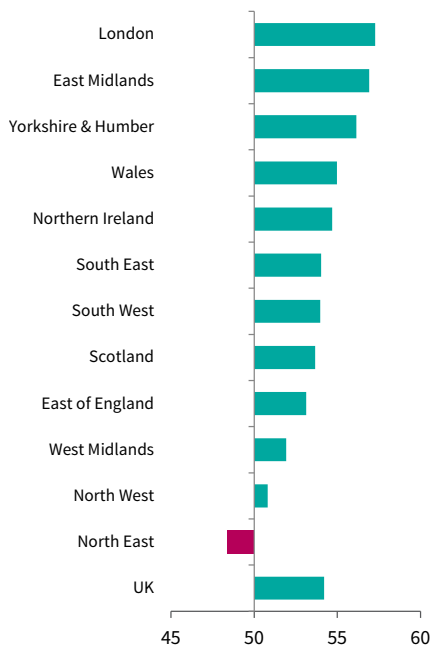 London
East Midlands
Yorkshire & Humber
Wales
Northern Ireland
South East
South West
Scotland
East of England
West Midlands
North West
North East
UK
45 50 55 60